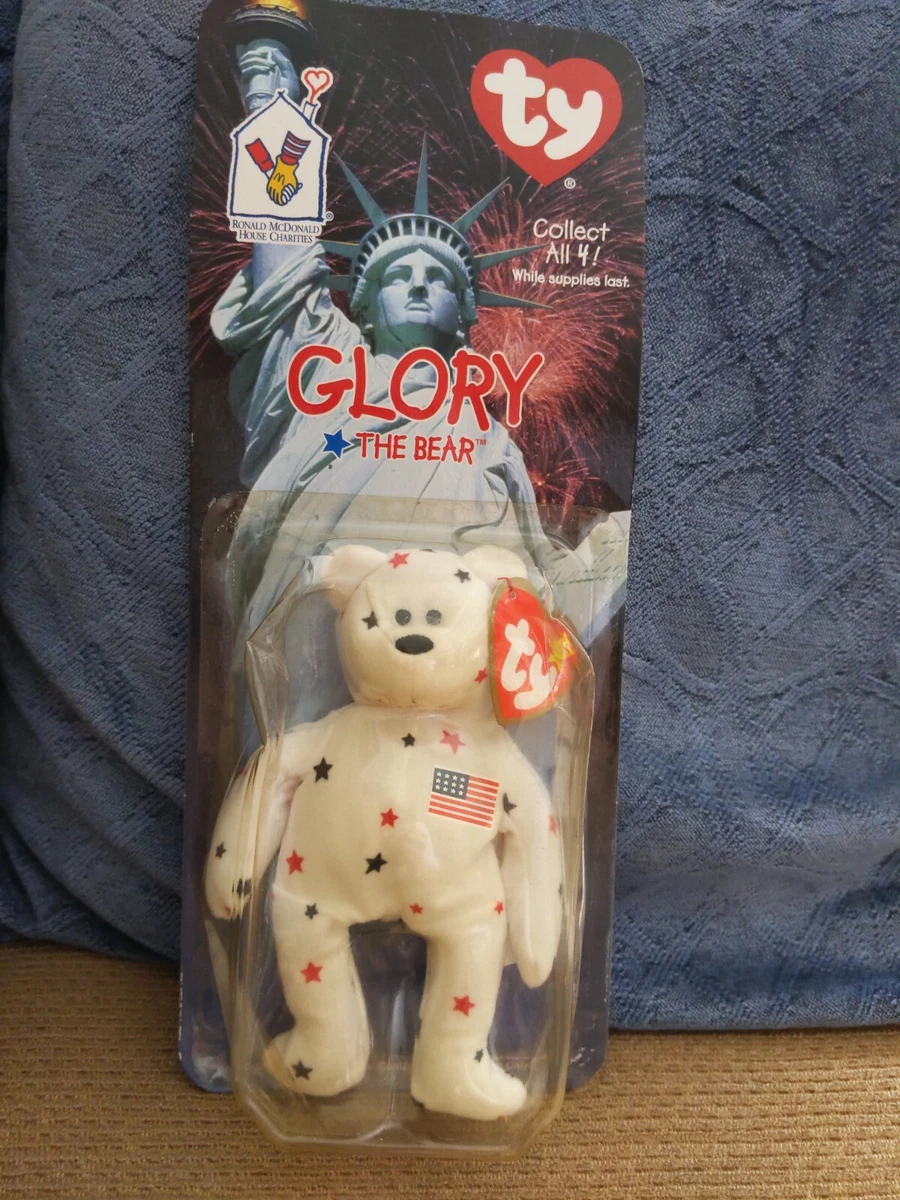 ty
®
RONALD MCDONALD
HOUSE CHARITIES
®
Collect
All 4!
While supplies last.
GLORY
THE BEAR™
ty